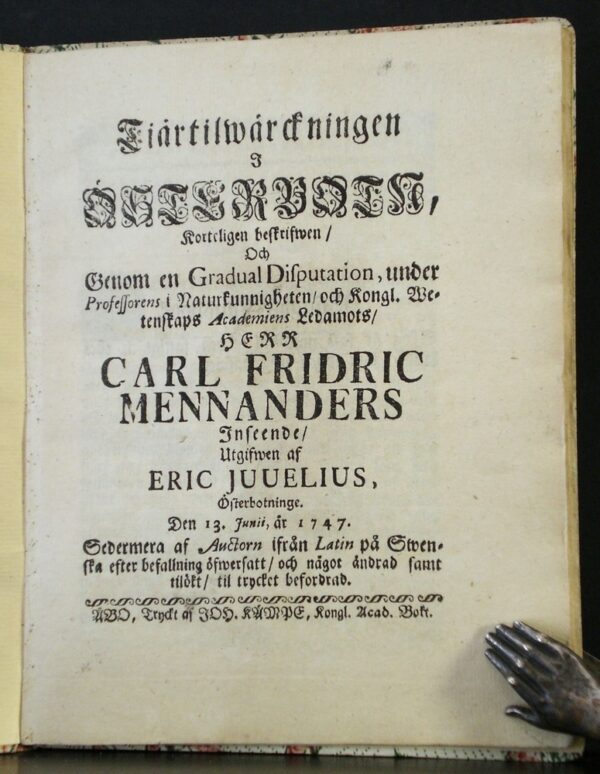 Tiärtilwärckningen
I
ÖSTERBOTN,
Korteligen beskrifwen/
Och
Genom en Gradual Disputation, under
Professorens i Naturkunnigheten/ och Kongl. We-
tenskaps Academiens Ledamots/
HERR
CARL FRIDRIC
MENNANDERS
Inseende/
Utgifwen af
ERIC JUUELIUS,
Österbotninge.
Den 13. Junii, år 1747.
Sedermera af Auctorn ifrån Latin på Swen-
ska efter befallning öfwersatt/ och något ändrad samt
tilökt/ til trycket befordrad.
ÅBO, Tryckt af JOH. KÄMPE, Kongl. Acad. Bokt.